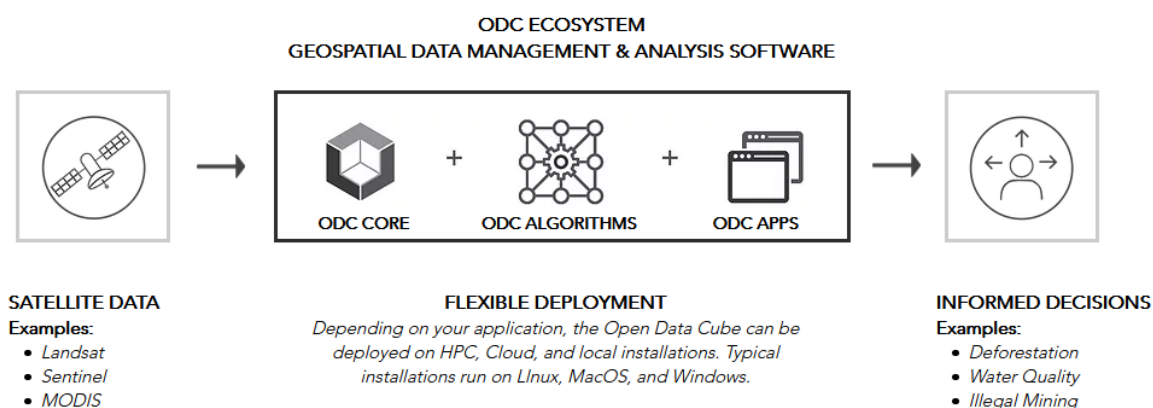 ODC ECOSYSTEM
GEOSPATIAL DATA MANAGEMENT & ANALYSIS SOFTWARE
+
+
ODC CORE
ODC ALGORITHMS
ODC APPS
SATELLITE DATA
Examples:
• Landsat
• Sentinel
• MODIS
FLEXIBLE DEPLOYMENT
Depending on your application, the Open Data Cube can be
deployed on HPC, Cloud, and local installations. Typical
installations run on LInux, MacOS, and Windows.
INFORMED DECISIONS
Examples:
• Deforestation
• Water Quality
• Illegal Mining